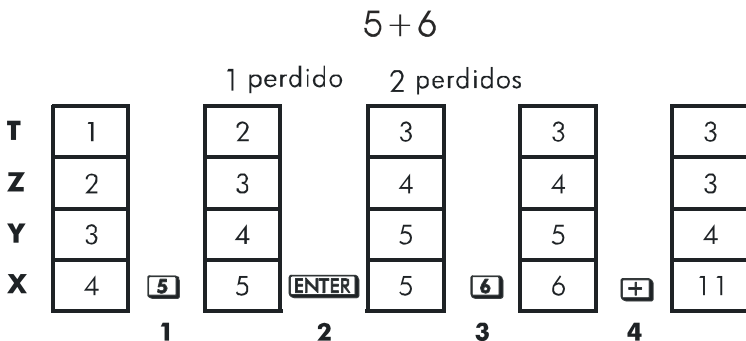 5+6
1 perdido 2 perdidos
T 1 2 3 3 3
Z 2 3 4 4 3
Y 3 4 5 5 4
X 4 5 5 ENTER 5 6 6 + 11
1 2 3 4